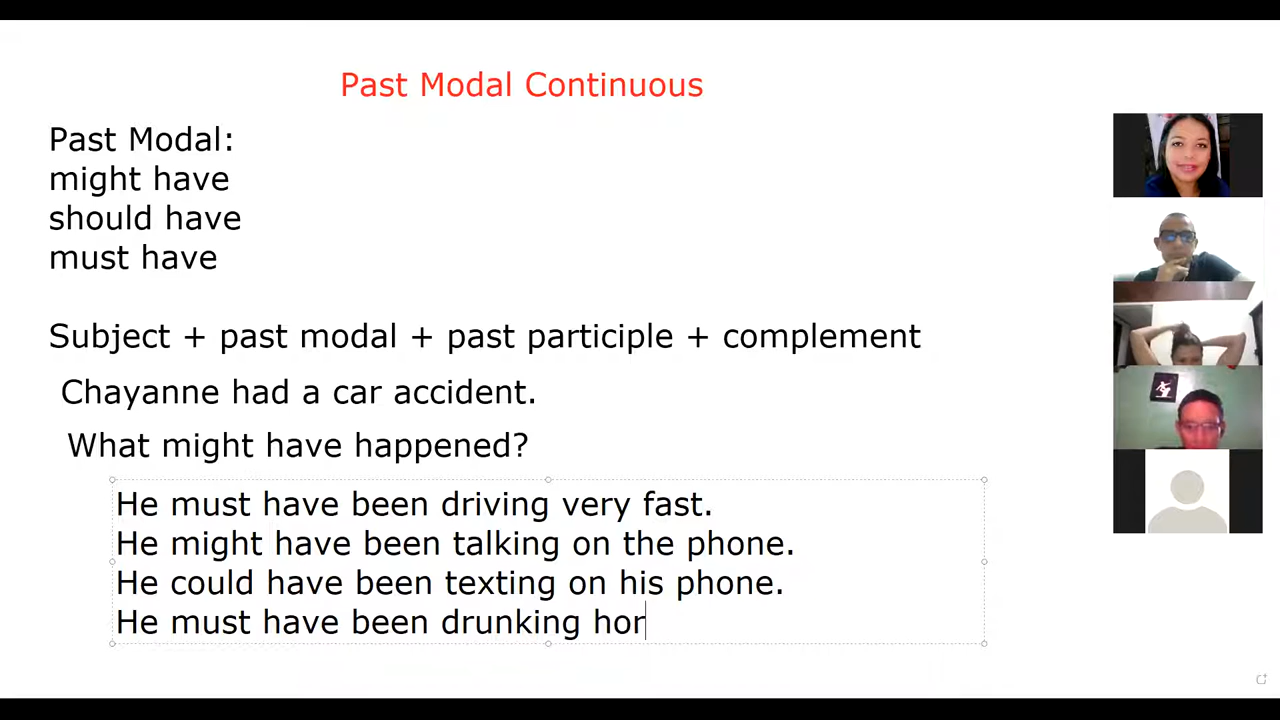 Past Modal Continuous
Past Modal:
might have
should have
must have
Subject + past modal + past participle + complement
Chayanne had a car accident.
What might have happened?
He must have been driving very fast.
He might have been talking on the phone.
He could have been texting on his phone.
He must have been drunking hor